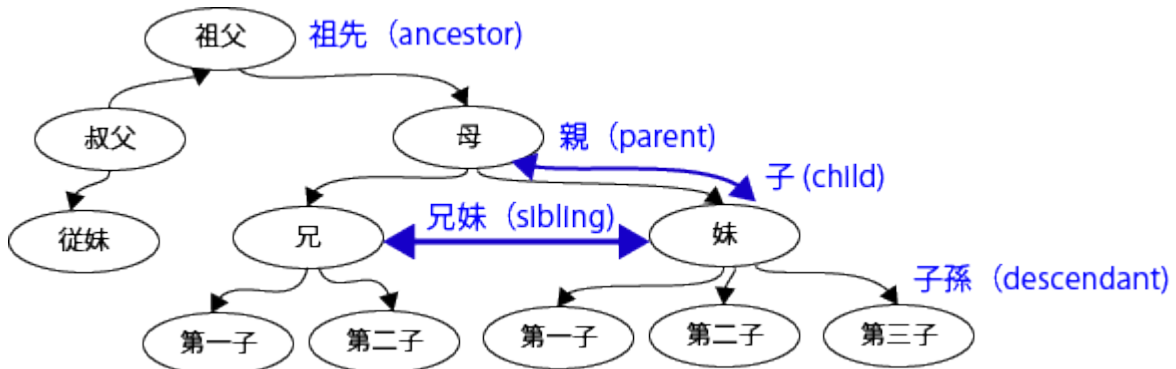 祖父 祖先 (ancestor)
叔父 母 親 (parent)
子 (child)
従妹 兄 兄妹 (sibling) 妹
子孫 (descendant)
第一子 第二子 第一子 第二子 第三子